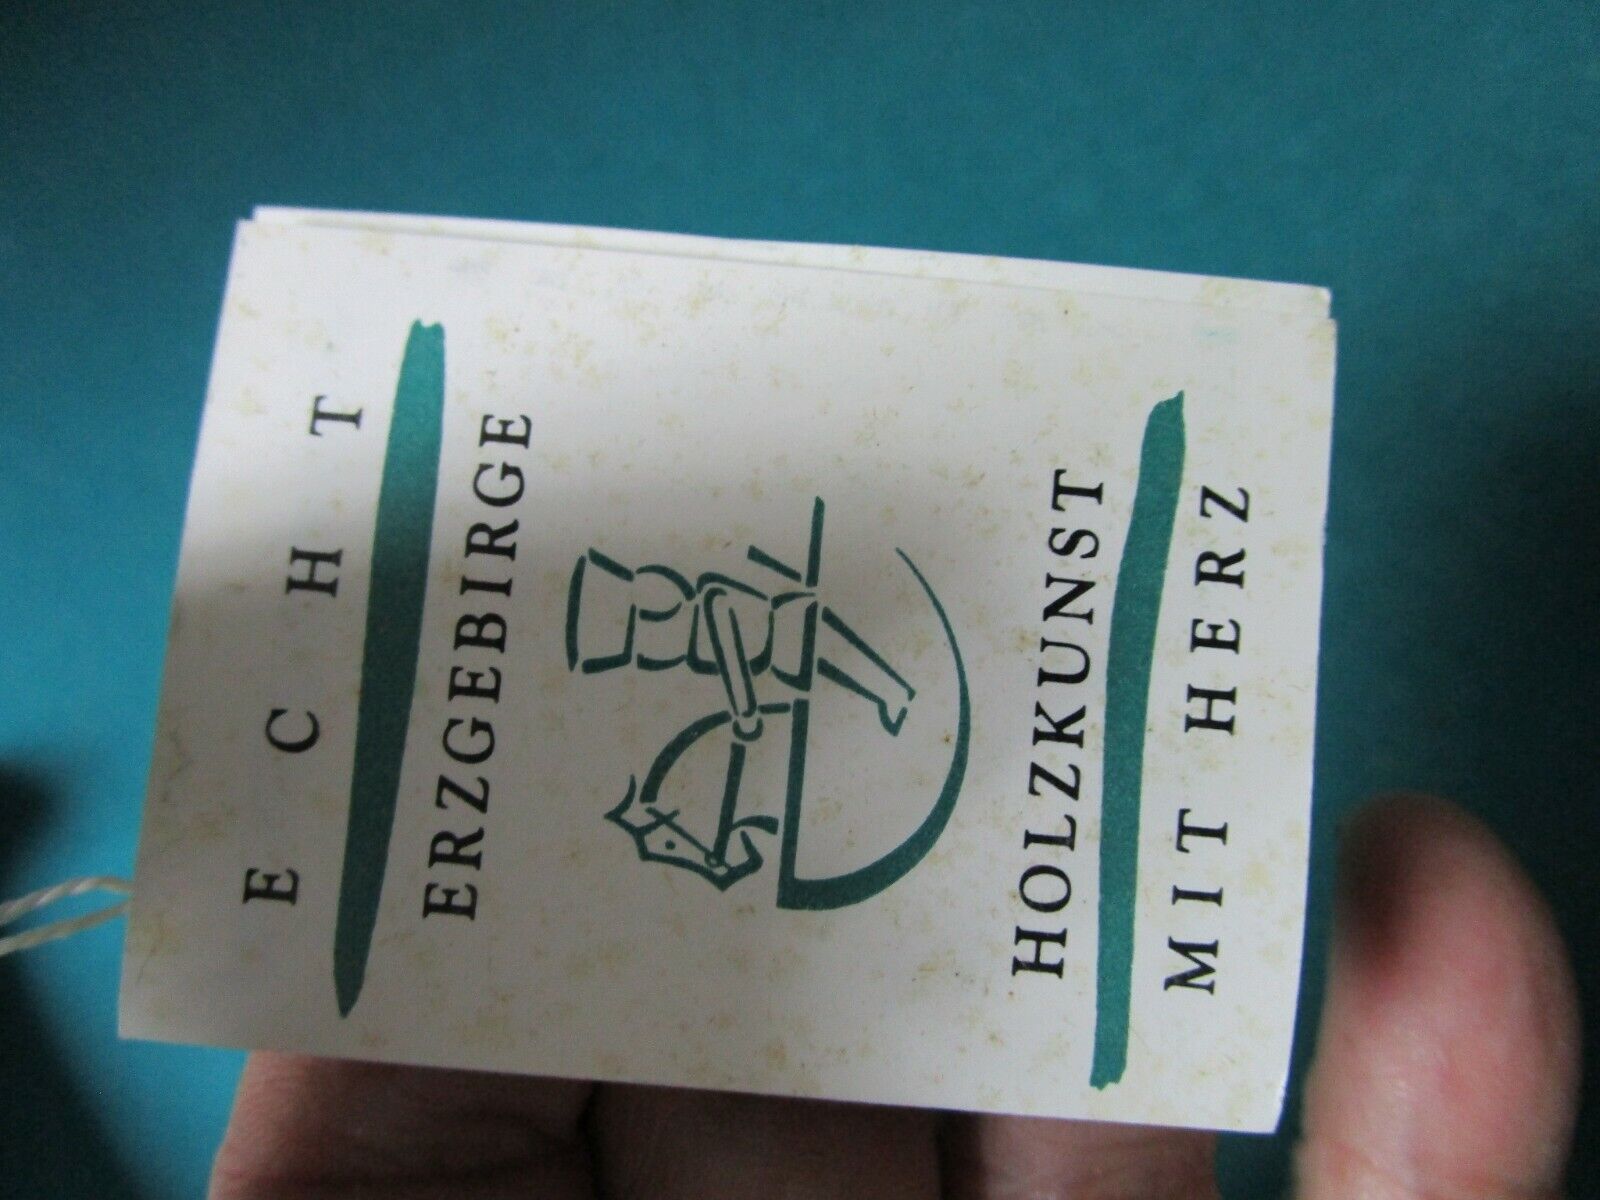 ECHT
ERZGEBIRGE
HOLZKUNST
MIT HERZ